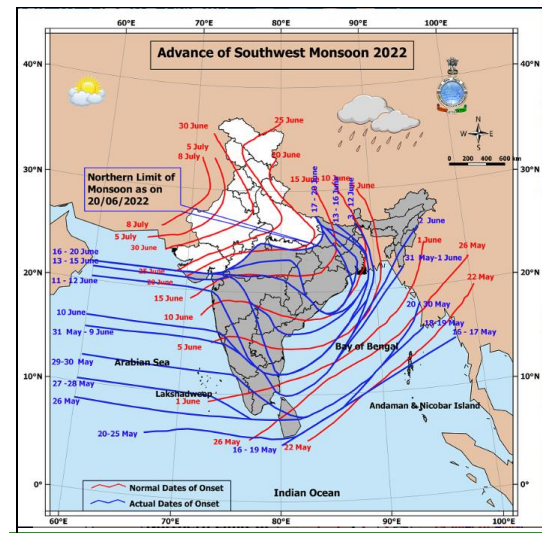 60°E
70°E
80°E
90°E
100°E
Advance of Southwest Monsoon 2022
40°N
40°N
30 June
25 June
5 July
8 July
20 June
N
W
E
S
0 200 400 600 km
30°N
30°N
Northern Limit of
Monsoon as on
20/06/2022
15 June
10 June
5 June
17 - 20 June
13 - 16 June
3 - 12 June
8 July
5 July
30 June
2 June
1 June
26 May
31 May-1 June
22 May
16 - 20 June
13 - 15 June
11 - 12 June
20°N
20°N
25 June
20 June
15 June
10 June
10 June
31 May - 9 June
5 June
20 - 30 May
18-19 May
16 - 17 May
Bay of Bengal
29-30 May
Arabian Sea
27 -28 May
10°N
10°N
26 May
Lakshadweep
1 June
Andaman & Nicobar Island
20-25 May
26 May
16 - 19 May
22 May
0°
0°
Normal Dates of Onset
Actual Dates of Onset
Indian Ocean
60°E
70°E
80°E
90°E
100°E